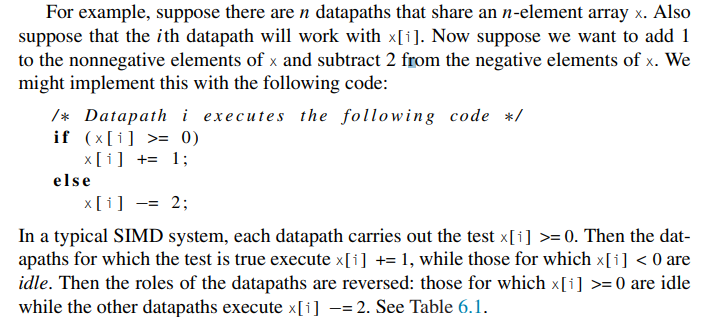 For example, suppose there are n datapaths that share an n-element array x. Also
suppose that the ith datapath will work with x[i]. Now suppose we want to add 1
to the nonnegative elements of x and subtract 2 from the negative elements of x. We
might implement this with the following code:
/* Datapath i executes the following code */
if (x[i] >= 0)
x[i] += 1;
else
x[i] −= 2;
In a typical SIMD system, each datapath carries out the test x[i] >= 0. Then the dat-
apaths for which the test is true execute x[i] += 1, while those for which x[i] < 0 are
idle. Then the roles of the datapaths are reversed: those for which x[i] >= 0 are idle
while the other datapaths execute x[i] −= 2. See Table 6.1.